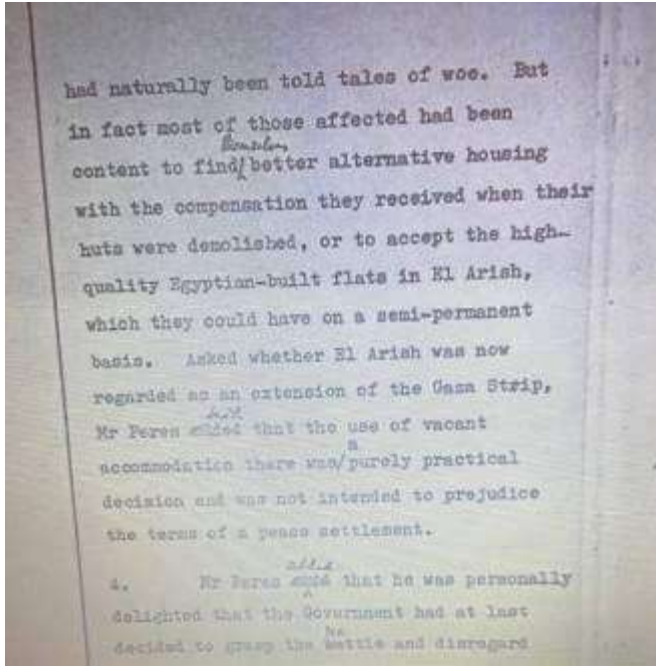 had naturally been told tales of woe. But
in fact most of those affected had been
content to find themselves better alternative housing
with the compensation they received when their
huts were demolished, or to accept the high-
quality Egyptian-built flats in El Arish,
which they could have on a semi-permanent
basis. Asked whether El Arish was now
regarded as an extension of the Gaza Strip,
Mr Peres said that the use of vacant
accommodation there was/a purely practical
decision and was not intended to prejudice
the terms of a peace settlement.
4. Mr Peres added that he was personally
delighted that the Government had at last
decided to grasp the nettle and disregard